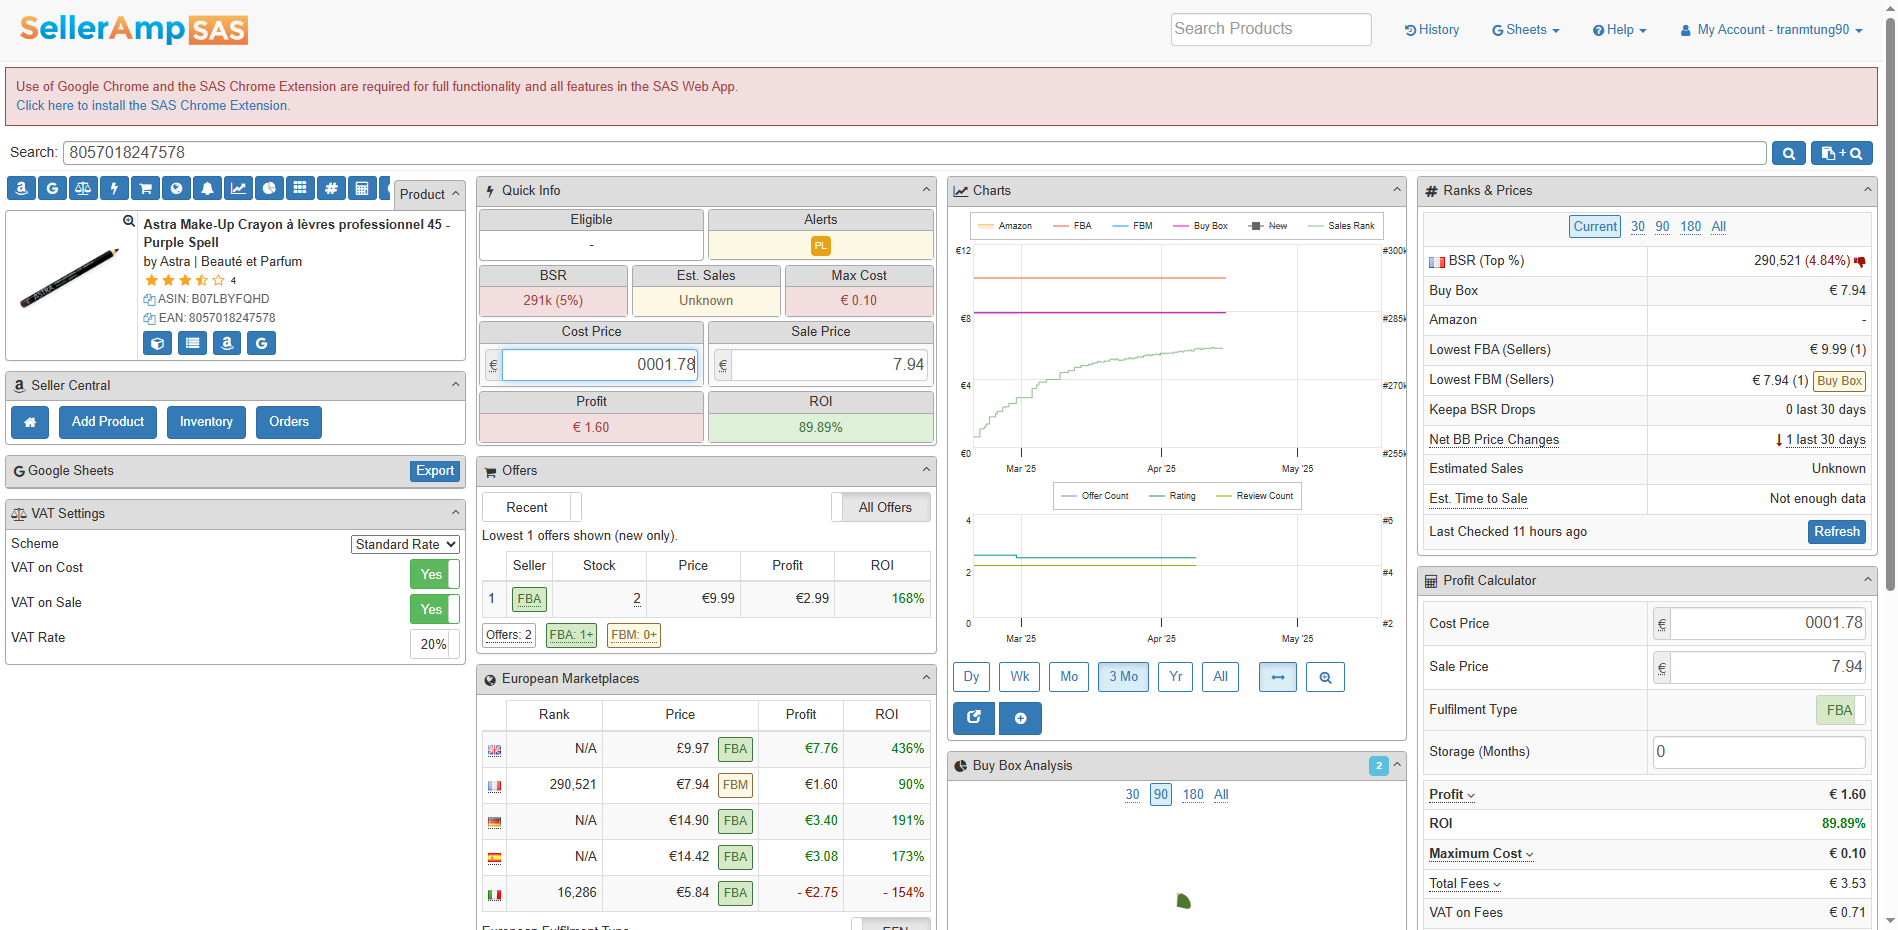 SellerAmp SAS
Search Products
History
Sheets
Help
My Account - tranmtung90
Use of Google Chrome and the SAS Chrome Extension are required for full functionality and all features in the SAS Web App.
Click here to install the SAS Chrome Extension.
Search: 8057018247578
Product
Astra Make-Up Crayon à lèvres professionnel 45 -
Purple Spell
by Astra | Beauté et Parfum
4
ASIN: B07LBYFQHD
EAN: 8057018247578
Seller Central
Add Product
Inventory
Orders
Google Sheets
Export
VAT Settings
Scheme
Standard Rate
VAT on Cost
Yes
VAT on Sale
Yes
VAT Rate
20%
Quick Info
Eligible
Alerts
-
PL
BSR
Est. Sales
Max Cost
291k (5%)
Unknown
€ 0.10
Cost Price
Sale Price
€ 0001.78
€ 7.94
Profit
ROI
€ 1.60
89.89%
Offers
Recent
All Offers
Lowest 1 offers shown (new only).
Seller Stock Price Profit ROI
1 FBA 2 €9.99 €2.99 168%
Offers: 2 FBA: 1+ FBM: 0+
European Marketplaces
Rank Price Profit ROI
N/A £9.97 FBA €7.76 436%
290,521 €7.94 FBM €1.60 90%
N/A €14.90 FBA €3.40 191%
N/A €14.42 FBA €3.08 173%
16,286 €5.84 FBA - €2.75 - 154%
European Fulfilment Type
EFN
Charts
Amazon FBA FBM Buy Box New Sales Rank
€12
#300k
€8
#285k
€4
#270k
€0
#255k
Mar '25 Apr '25 May '25
Offer Count Rating Review Count
4
#6
2
#4
0
#2
Mar '25 Apr '25 May '25
Dy Wk Mo 3 Mo Yr All
Buy Box Analysis
2
30 90 180 All
Ranks & Prices
Current 30 90 180 All
BSR (Top %) 290,521 (4.84%)
Buy Box € 7.94
Amazon -
Lowest FBA (Sellers) € 9.99 (1)
Lowest FBM (Sellers) € 7.94 (1) Buy Box
Keepa BSR Drops 0 last 30 days
Net BB Price Changes 1 last 30 days
Estimated Sales Unknown
Est. Time to Sale Not enough data
Last Checked 11 hours ago Refresh
Profit Calculator
Cost Price € 0001.78
Sale Price € 7.94
Fulfilment Type FBA
Storage (Months) 0
Profit € 1.60
ROI 89.89%
Maximum Cost € 0.10
Total Fees € 3.53
VAT on Fees € 0.71